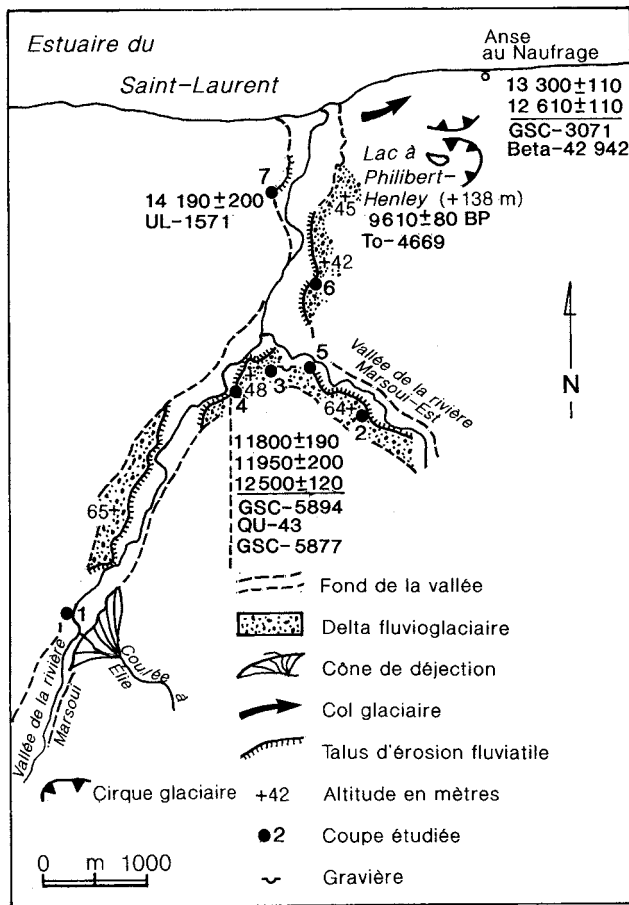 Estuaire du
Saint-Laurent
Anse
au Naufrage
13 300±110
12 610±110
GSC-3071
Beta-42 942
Lac à
Philibert-
Henley (+138 m)
9610±80 BP
To-4669
7
14 190±200
UL-1571
45
+42
6
5
Vallée de la rivière
Marsoui-Est
N
+
48
3
4
64+
2
11800±190
11950±200
12500±120
GSC-5894
QU-43
GSC-5877
65+
1
Coulée à
Élie
Vallée de la rivière
Marsoui
Fond de la vallée
Delta fluvioglaciaire
Cône de déjection
Col glaciaire
Talus d'érosion fluviatile
Cirque glaciaire
+42 Altitude en mètres
2 Coupe étudiée
Gravière
0 m 1000